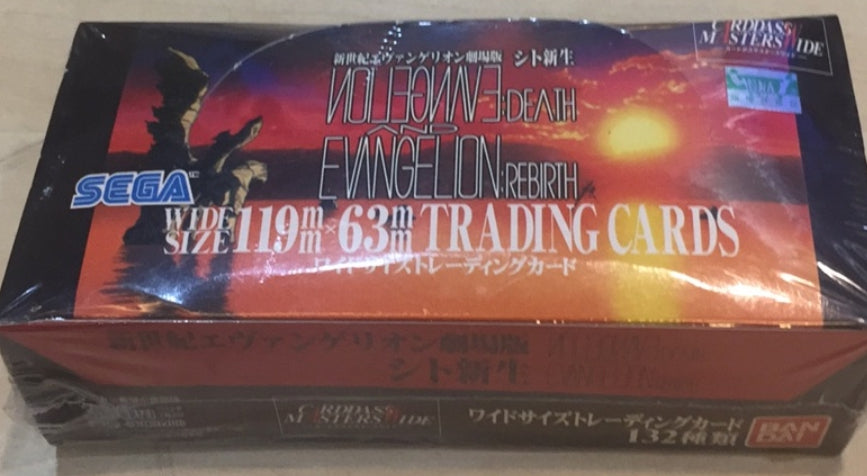 CARDDASS
MASTERS WIDE
新世紀エヴァンゲリオン劇場版 シト新生
EVANGELION:DEATH
AND
EVANGELION:REBIRTH
SEGA™
WIDE SIZE 119mm×63mm TRADING CARDS
ワイドサイズトレーディングカード
新世紀エヴァンゲリオン劇場版
シト新生
CARDDASS
MASTERS WIDE
ワイドサイズトレーディングカード
132種類
BAN
DAI